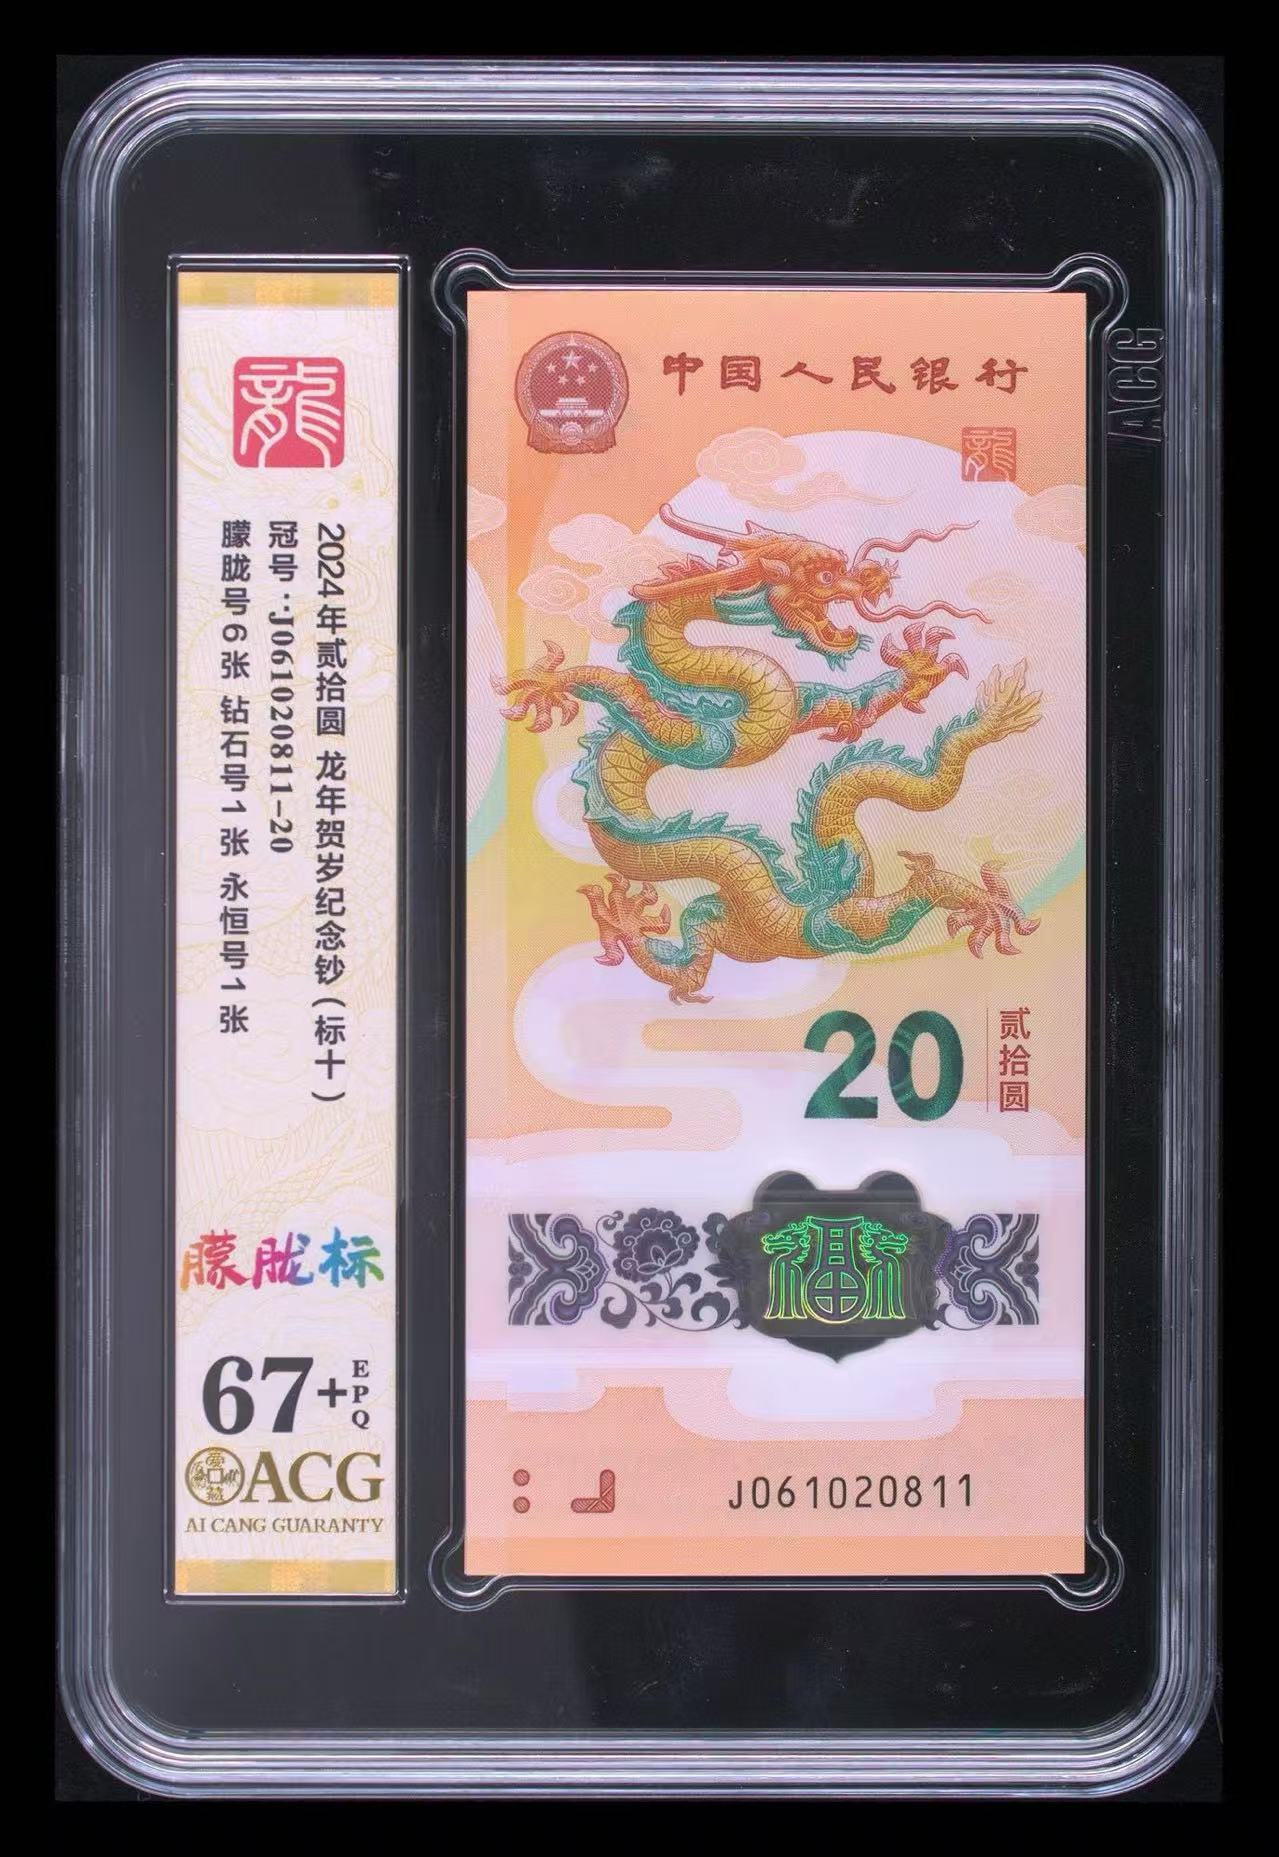 龍
2024年贰拾圆 龙年贺岁纪念钞(标十)
冠号:J061020811-20
朦胧号6张 钻石号1张 永恒号1张
朦胧标
67+EPQ
ACG
AI CANG GUARANTY
中国人民银行
龍
20
贰拾圆
福
J061020811
ACG